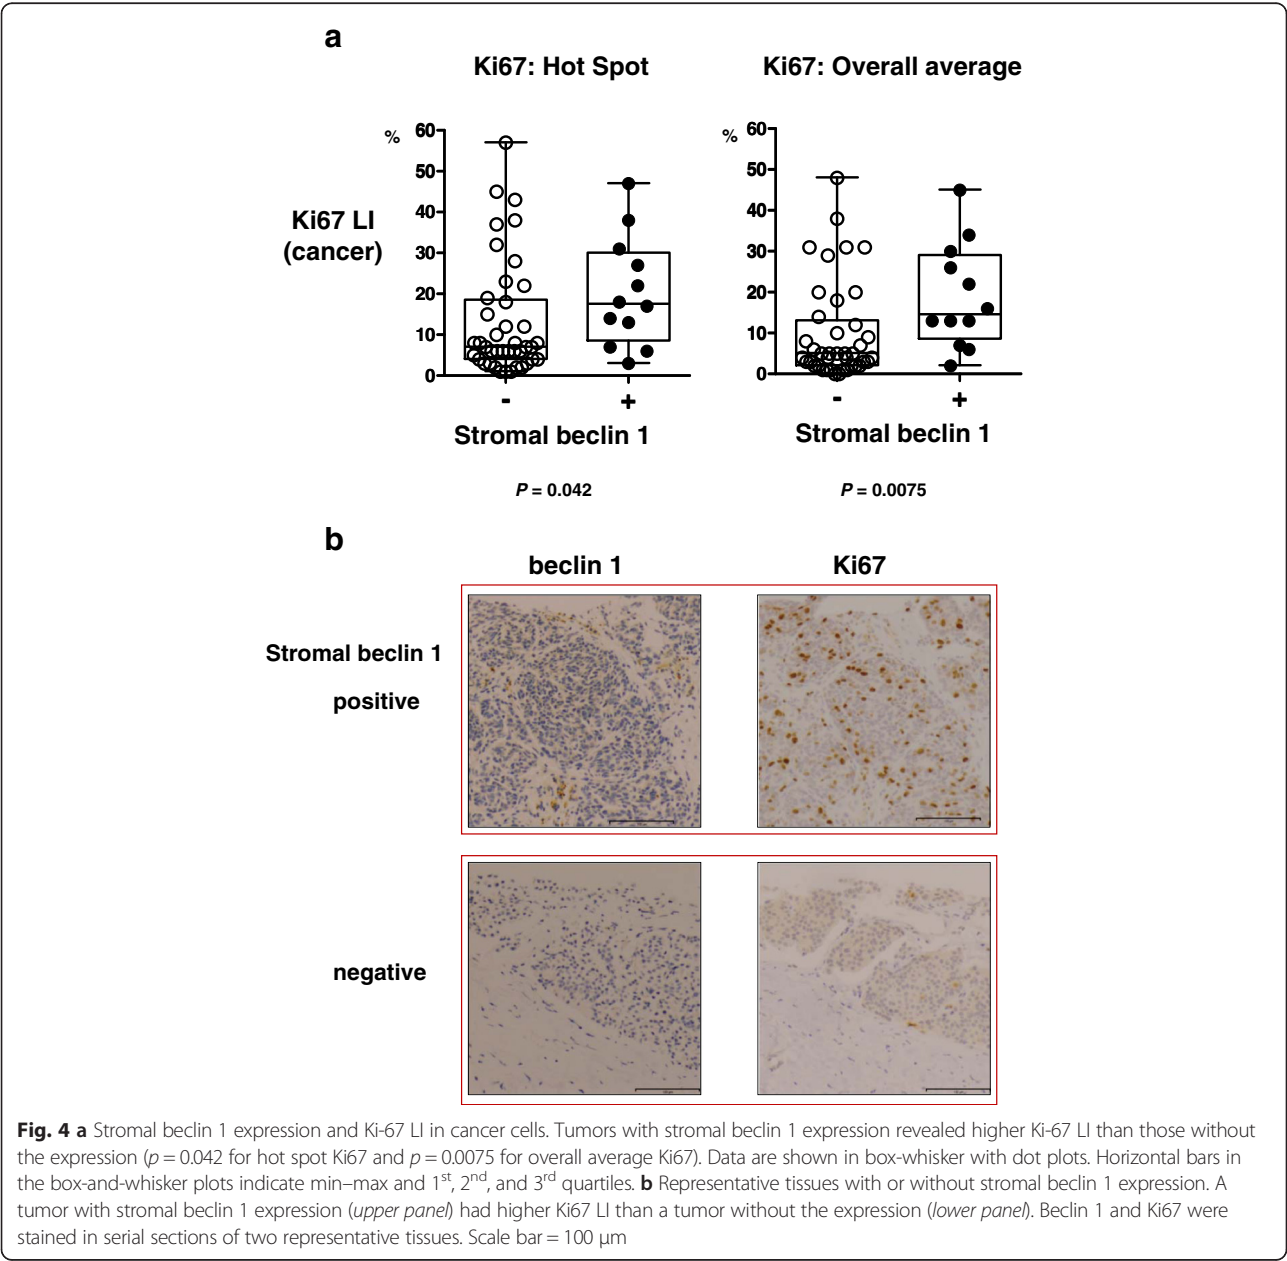 a
Ki67: Hot Spot
Ki67: Overall average
%
60
50
40
30
20
10
0
Ki67 LI
(cancer)
- +
Stromal beclin 1
P = 0.042
%
60
50
40
30
20
10
0
- +
Stromal beclin 1
P = 0.0075
b
beclin 1
Ki67
Stromal beclin 1
positive
negative
Fig. 4 a Stromal beclin 1 expression and Ki-67 LI in cancer cells. Tumors with stromal beclin 1 expression revealed higher Ki-67 LI than those without
the expression (p = 0.042 for hot spot Ki67 and p = 0.0075 for overall average Ki67). Data are shown in box-whisker with dot plots. Horizontal bars in
the box-and-whisker plots indicate min–max and 1st, 2nd, and 3rd quartiles. b Representative tissues with or without stromal beclin 1 expression. A
tumor with stromal beclin 1 expression (upper panel) had higher Ki67 LI than a tumor without the expression (lower panel). Beclin 1 and Ki67 were
stained in serial sections of two representative tissues. Scale bar = 100 μm